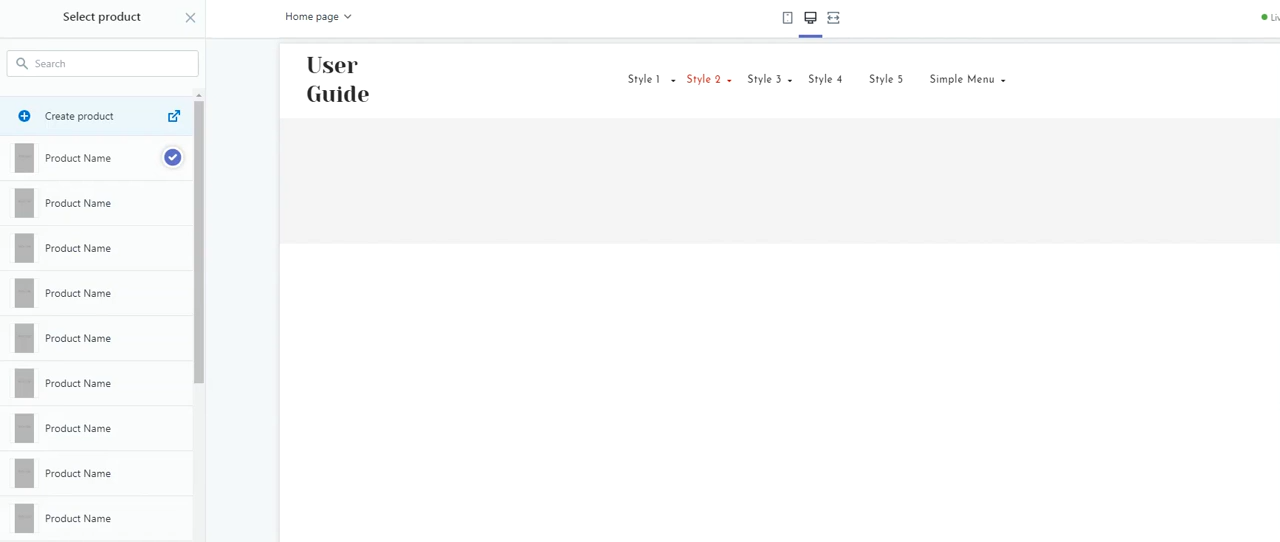 Select product
Home page
Search
Create product
Product Name
Product Name
Product Name
Product Name
Product Name
Product Name
Product Name
Product Name
Product Name
User
Guide
Style 1
Style 2
Style 3
Style 4
Style 5
Simple Menu